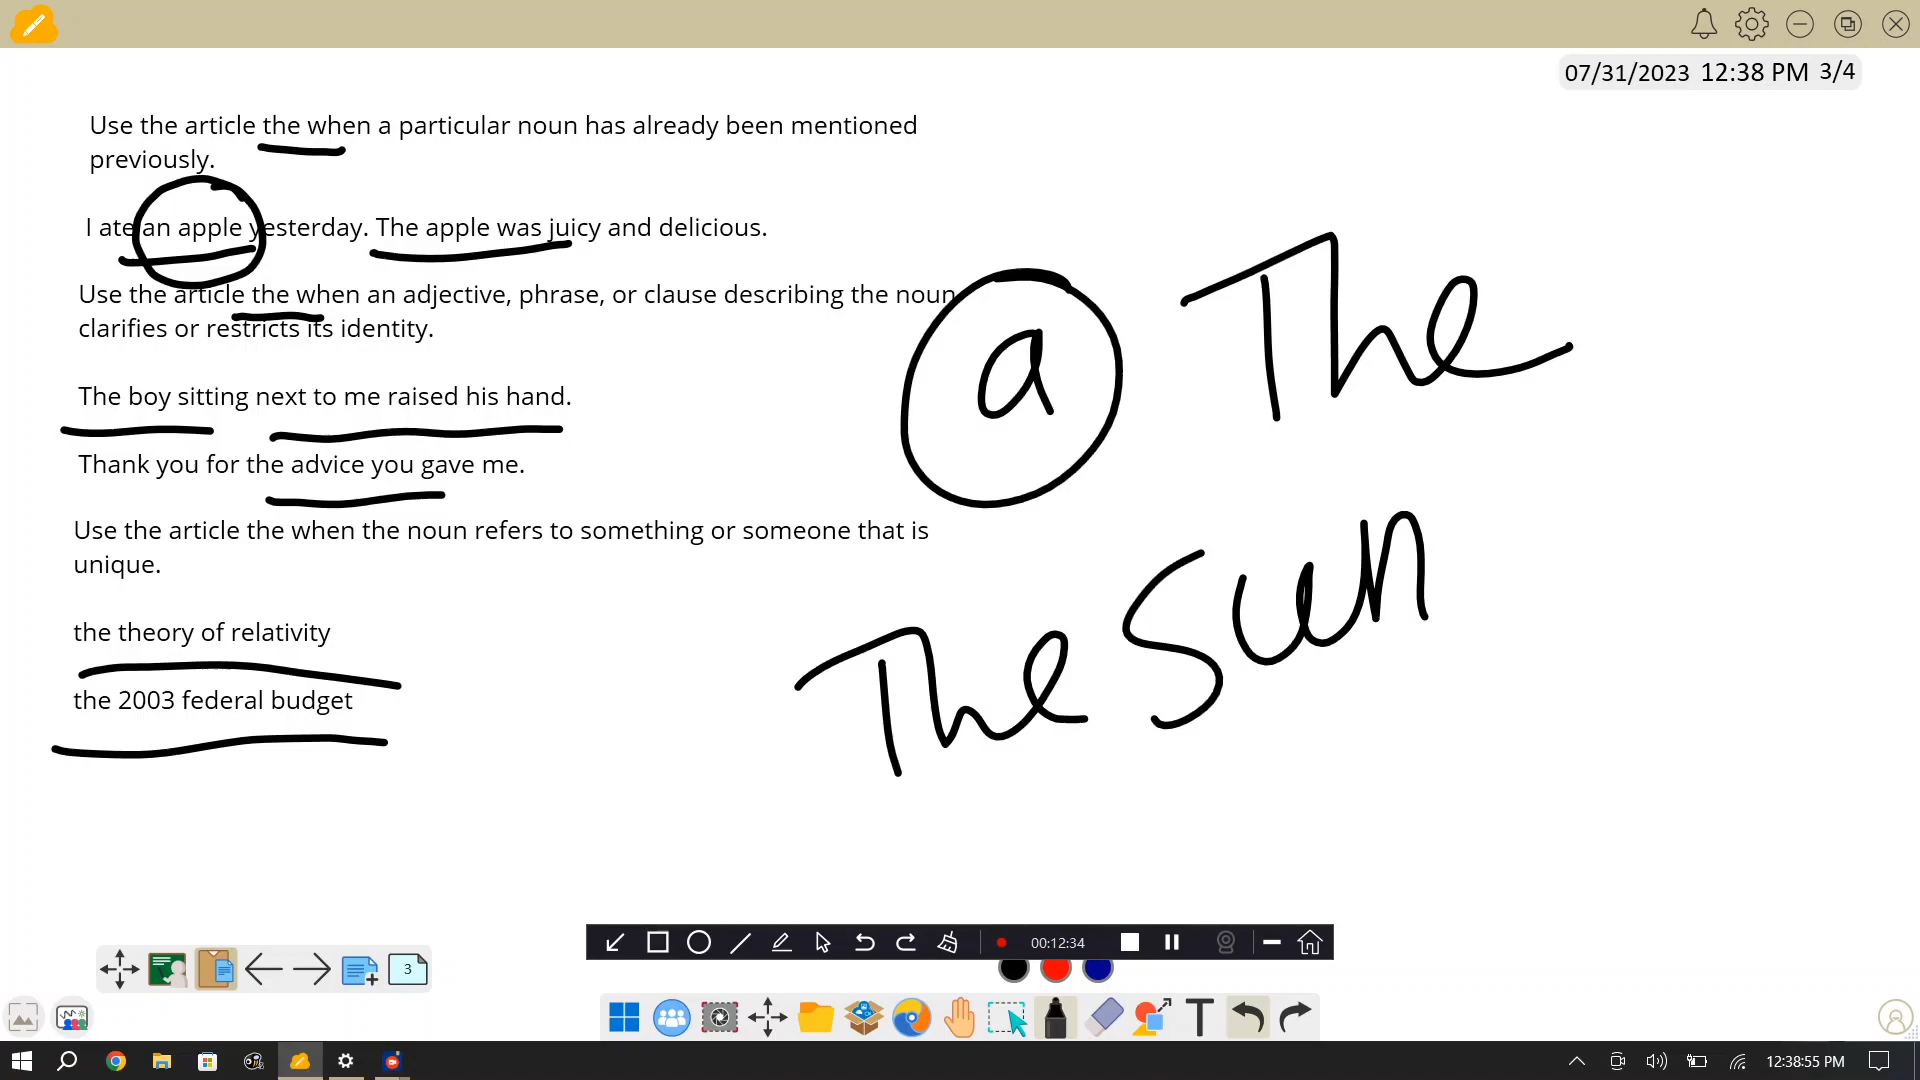 07/31/2023 12:38 PM 3/4
Use the article the when a particular noun has already been mentioned
previously.
I ate an apple yesterday. The apple was juicy and delicious.
Use the article the when an adjective, phrase, or clause describing the noun
clarifies or restricts its identity.
a The
The boy sitting next to me raised his hand.
Thank you for the advice you gave me.
Use the article the when the noun refers to something or someone that is
unique.
The Sun
the theory of relativity
the 2003 federal budget
00:12:34
3
T
12:38:55 PM